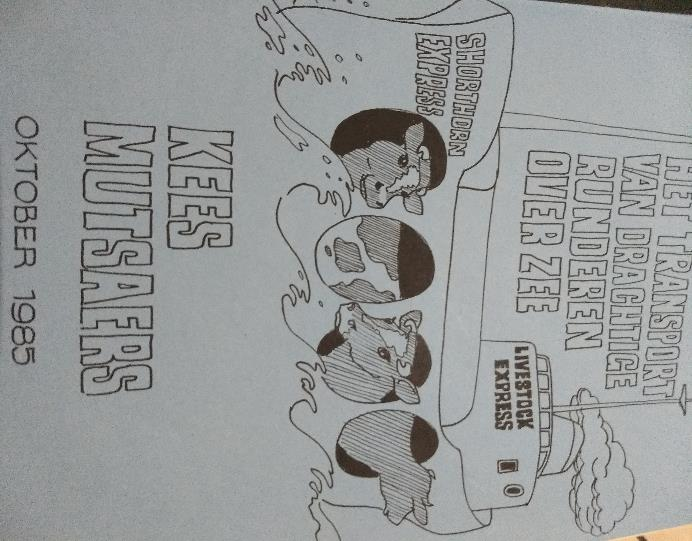 HET TRANSPORT
VAN DRACHTIGE
RUNDEREN
OVER ZEE
LIVESTOCK
EXPRESS
SHORTHORN
EXPRESS
KEES
MUTSAERS
OKTOBER 1985